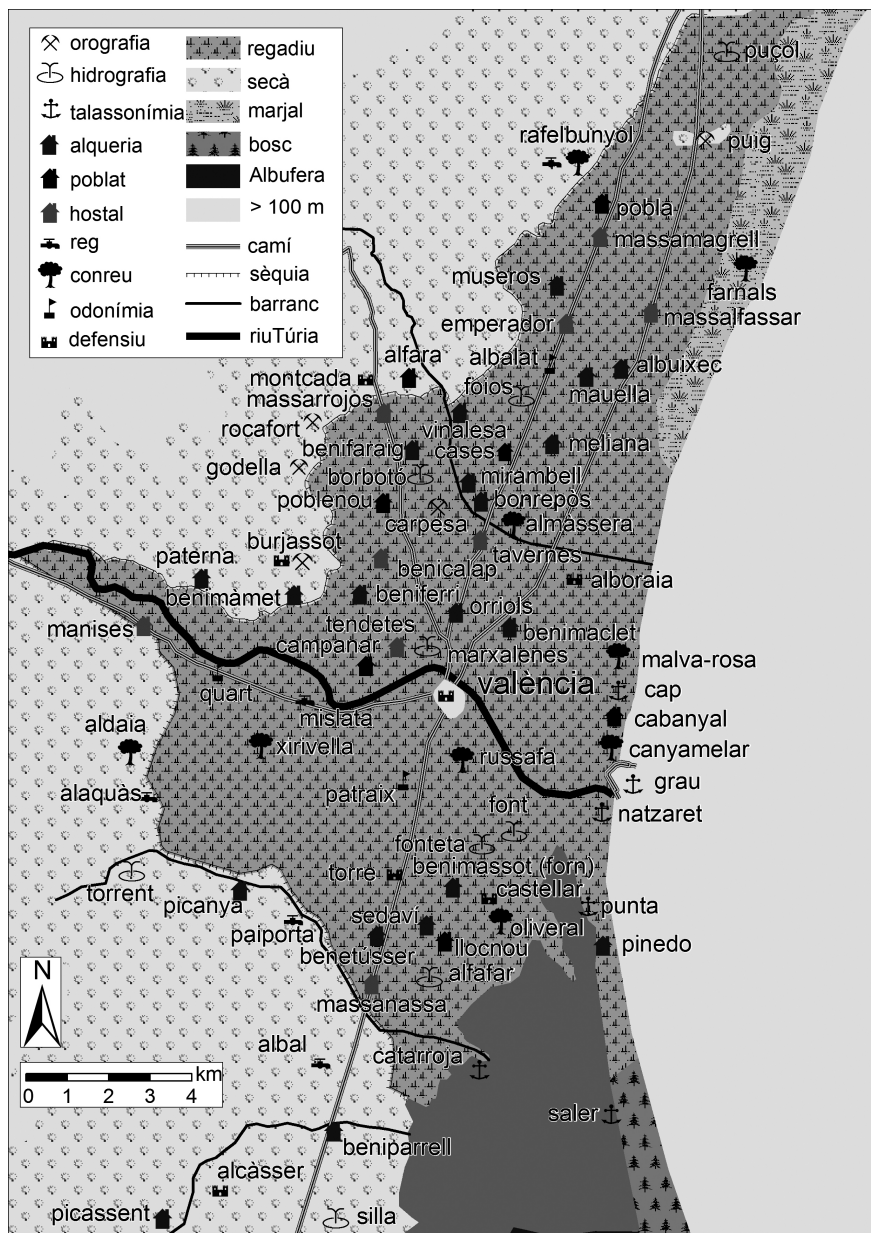 orografia
hidrografia
talassonímia
alqueria
poblat
hostal
reg
conreu
odonímia
defensiu
regadiu
secà
marjal
bosc
Albufera
> 100 m
camí
sèquia
barranc
riuTúria
puçol
rafelbunyol
puig
pobla
massamagrell
museros
farnals
emperador
massalfassar
albalat
alfara
albuixec
montcada
foios
mauella
massarrojos
rocafort
vinalesa
benifaraig
cases
meliana
godella
borbotó
mirambell
poblenou
bonrepòs
carpesa
almàssera
burjassot
tavernes
paterna
benicalap
alboraia
benimàmet
beniferri
orriols
tendetes
manises
benimaclet
campanar
marxalenes
malva-rosa
quart
valència
cap
mislata
cabanyal
aldaia
xirivella
russafa
canyamelar
alaquàs
patraix
grau
font
natzaret
fonteta
torre
benimassot (forn)
torrent
castellar
picanya
punta
sedaví
oliveral
paiporta
llocnou
pinedo
benetússer
alfafar
massanassa
N
albal
catarroja
km
0 1 2 3 4
saler
beniparrell
alcàsser
picassent
silla